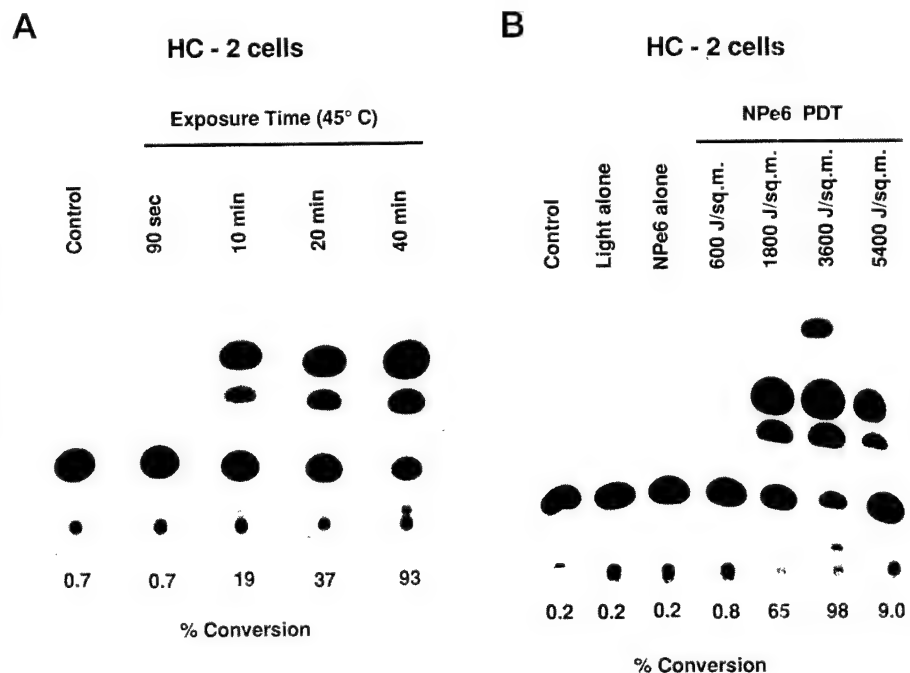 A
HC - 2 cells
Exposure Time (45° C)
Control
90 sec
10 min
20 min
40 min
0.7 0.7 19 37 93
% Conversion
B
HC - 2 cells
NPe6 PDT
Control
Light alone
NPe6 alone
600 J/sq.m.
1800 J/sq.m.
3600 J/sq.m.
5400 J/sq.m.
0.2 0.2 0.2 0.8 65 98 9.0
% Conversion